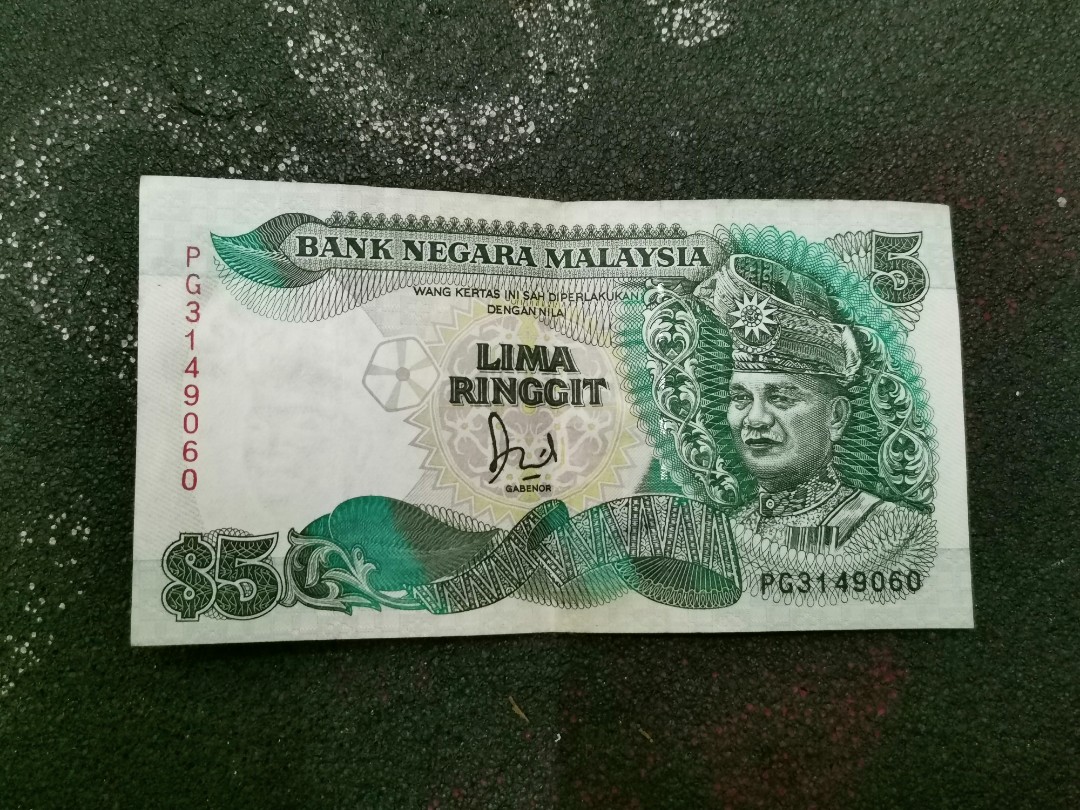 BANK NEGARA MALAYSIA
5
WANG KERTAS INI SAH DIPERLAKUKAN
DENGAN NILAI
LIMA
RINGGIT
GABENOR
PG3149060
$5
PG3149060